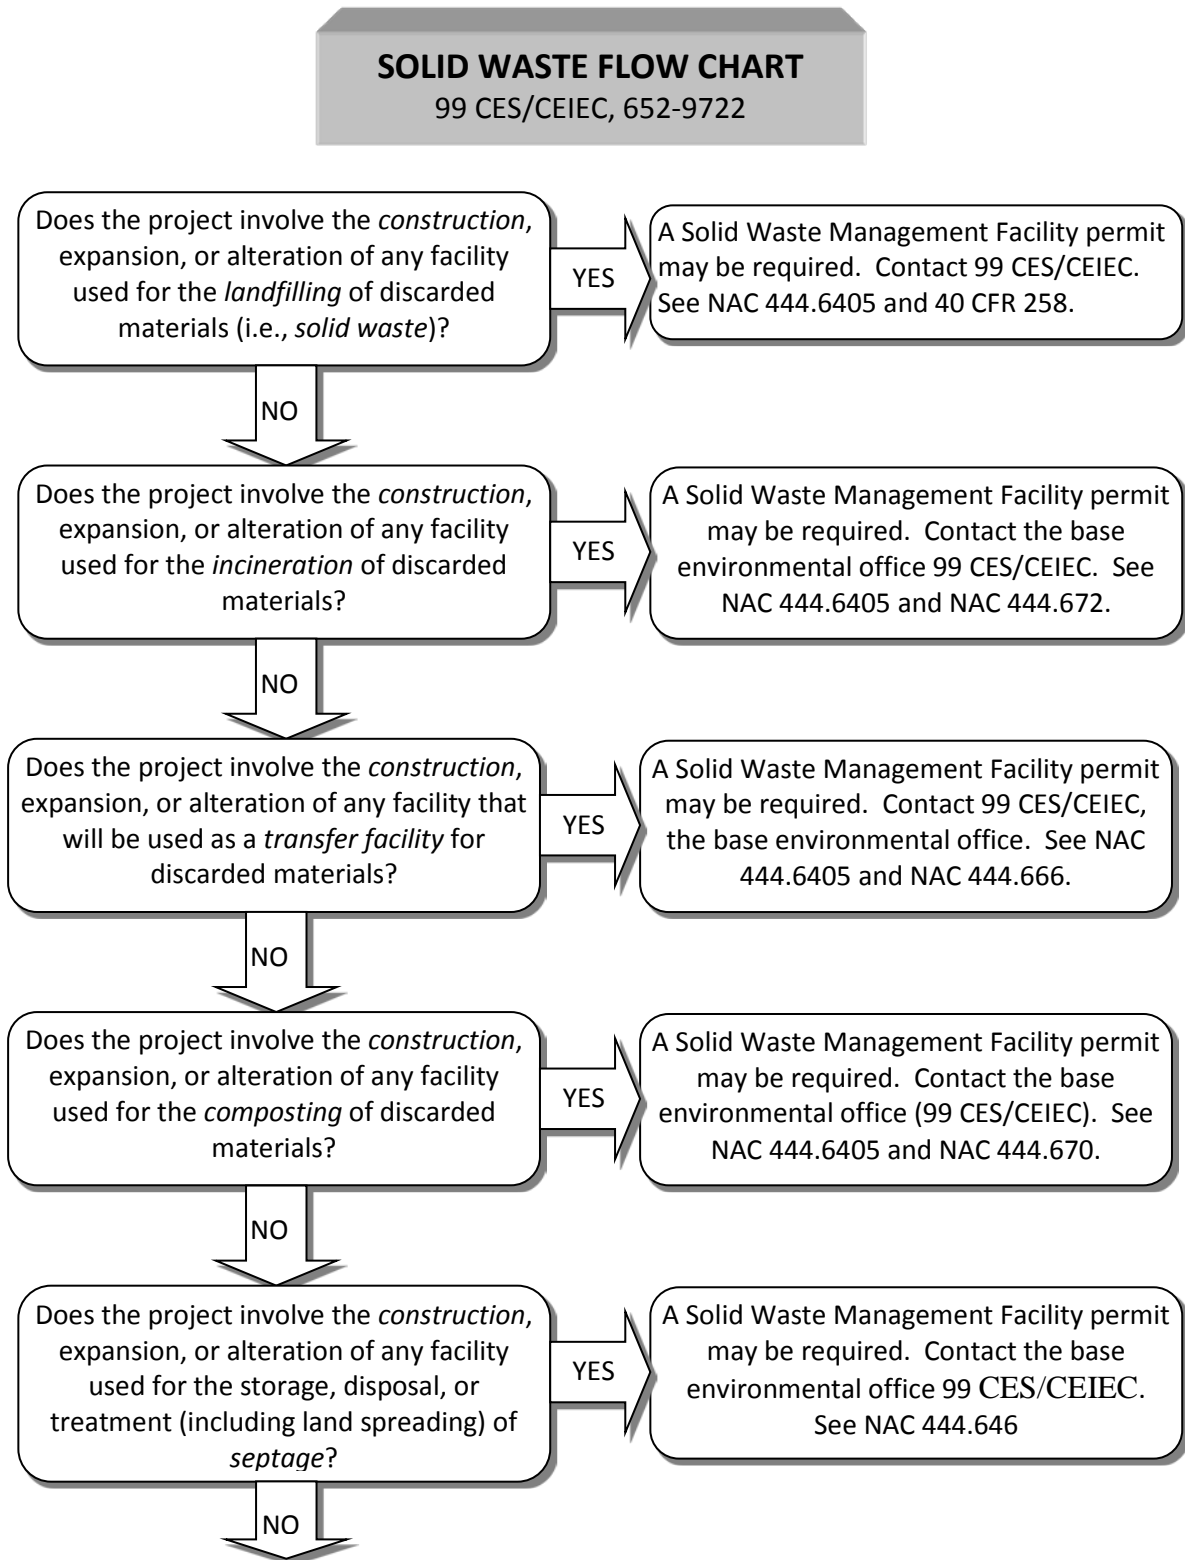 SOLID WASTE FLOW CHART
99 CES/CEIEC, 652-9722
Does the project involve the construction,
expansion, or alteration of any facility
used for the landfilling of discarded
materials (i.e., solid waste)?
YES
A Solid Waste Management Facility permit
may be required.  Contact 99 CES/CEIEC.
See NAC 444.6405 and 40 CFR 258.
NO
Does the project involve the construction,
expansion, or alteration of any facility
used for the incineration of discarded
materials?
YES
A Solid Waste Management Facility permit
may be required.  Contact the base
environmental office 99 CES/CEIEC.  See
NAC 444.6405 and NAC 444.672.
NO
Does the project involve the construction,
expansion, or alteration of any facility that
will be used as a transfer facility for
discarded materials?
YES
A Solid Waste Management Facility permit
may be required.  Contact 99 CES/CEIEC,
the base environmental office.  See NAC
444.6405 and NAC 444.666.
NO
Does the project involve the construction,
expansion, or alteration of any facility
used for the composting of discarded
materials?
YES
A Solid Waste Management Facility permit
may be required.  Contact the base
environmental office (99 CES/CEIEC).  See
NAC 444.6405 and NAC 444.670.
NO
Does the project involve the construction,
expansion, or alteration of any facility
used for the storage, disposal, or
treatment (including land spreading) of
septage?
YES
A Solid Waste Management Facility permit
may be required.  Contact the base
environmental office 99 CES/CEIEC.
See NAC 444.646
NO